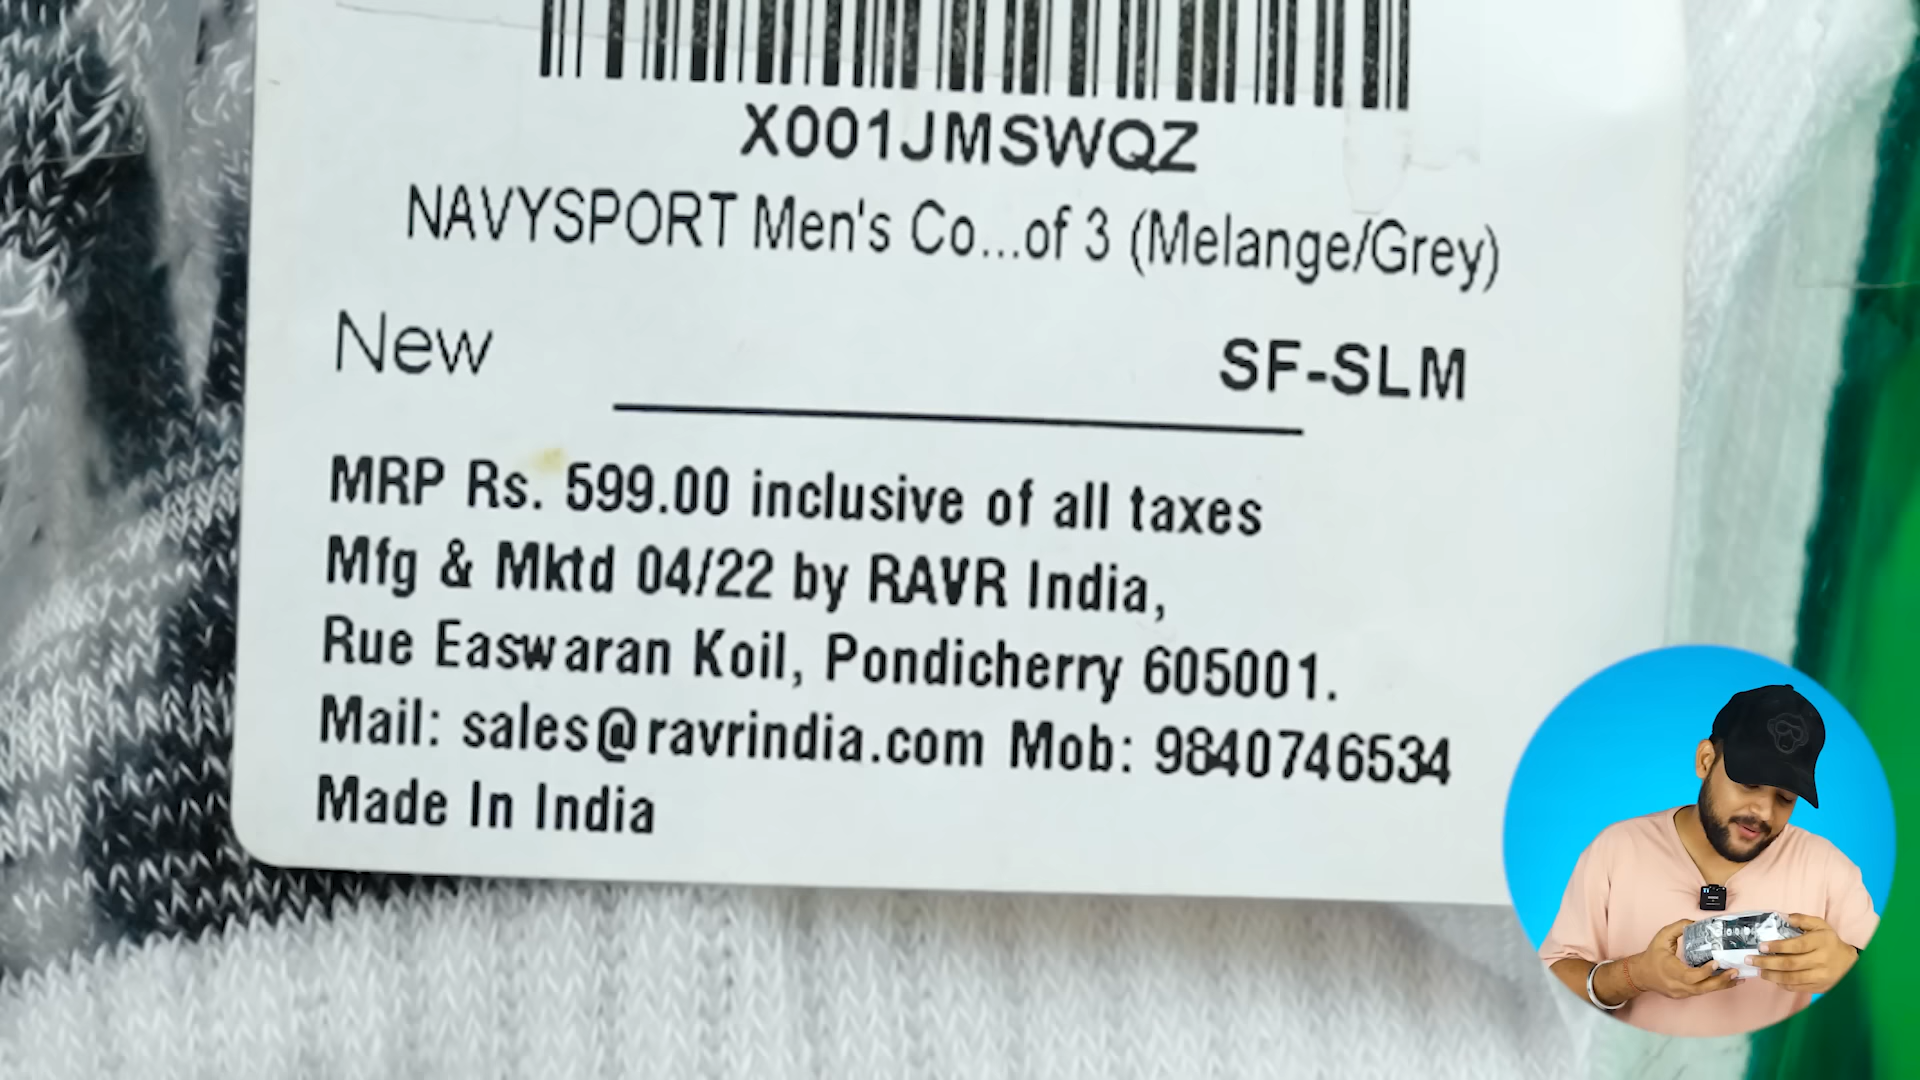 X001JMSWQZ
NAVYSPORT Men's Co...of 3 (Melange/Grey)
New SF-SLM
MRP Rs. 599.00 inclusive of all taxes
Mfg & Mktd 04/22 by RAVR India,
Rue Easwaran Koil, Pondicherry 605001.
Mail: sales@ravrindia.com Mob: 9840746534
Made In India